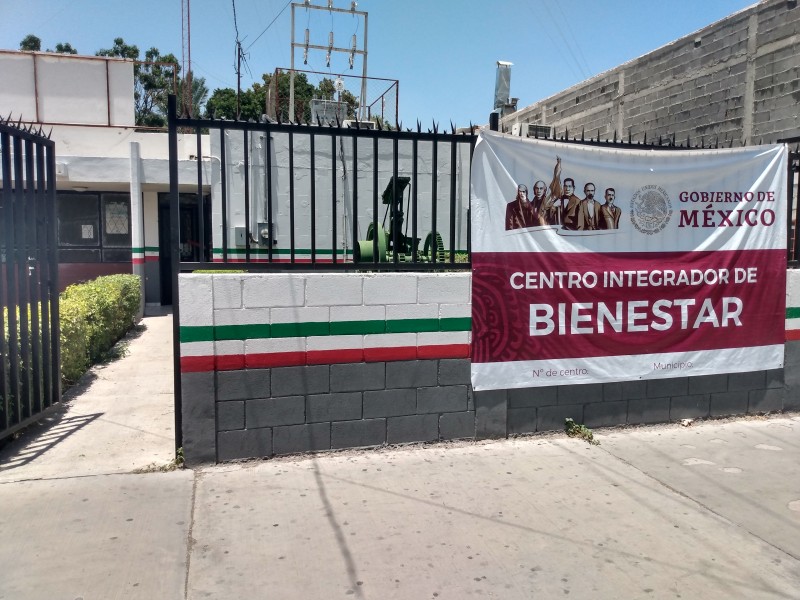 GOBIERNO DE
MÉXICO
CENTRO INTEGRADOR DE
BIENESTAR
Nº de centro:
Municipio: